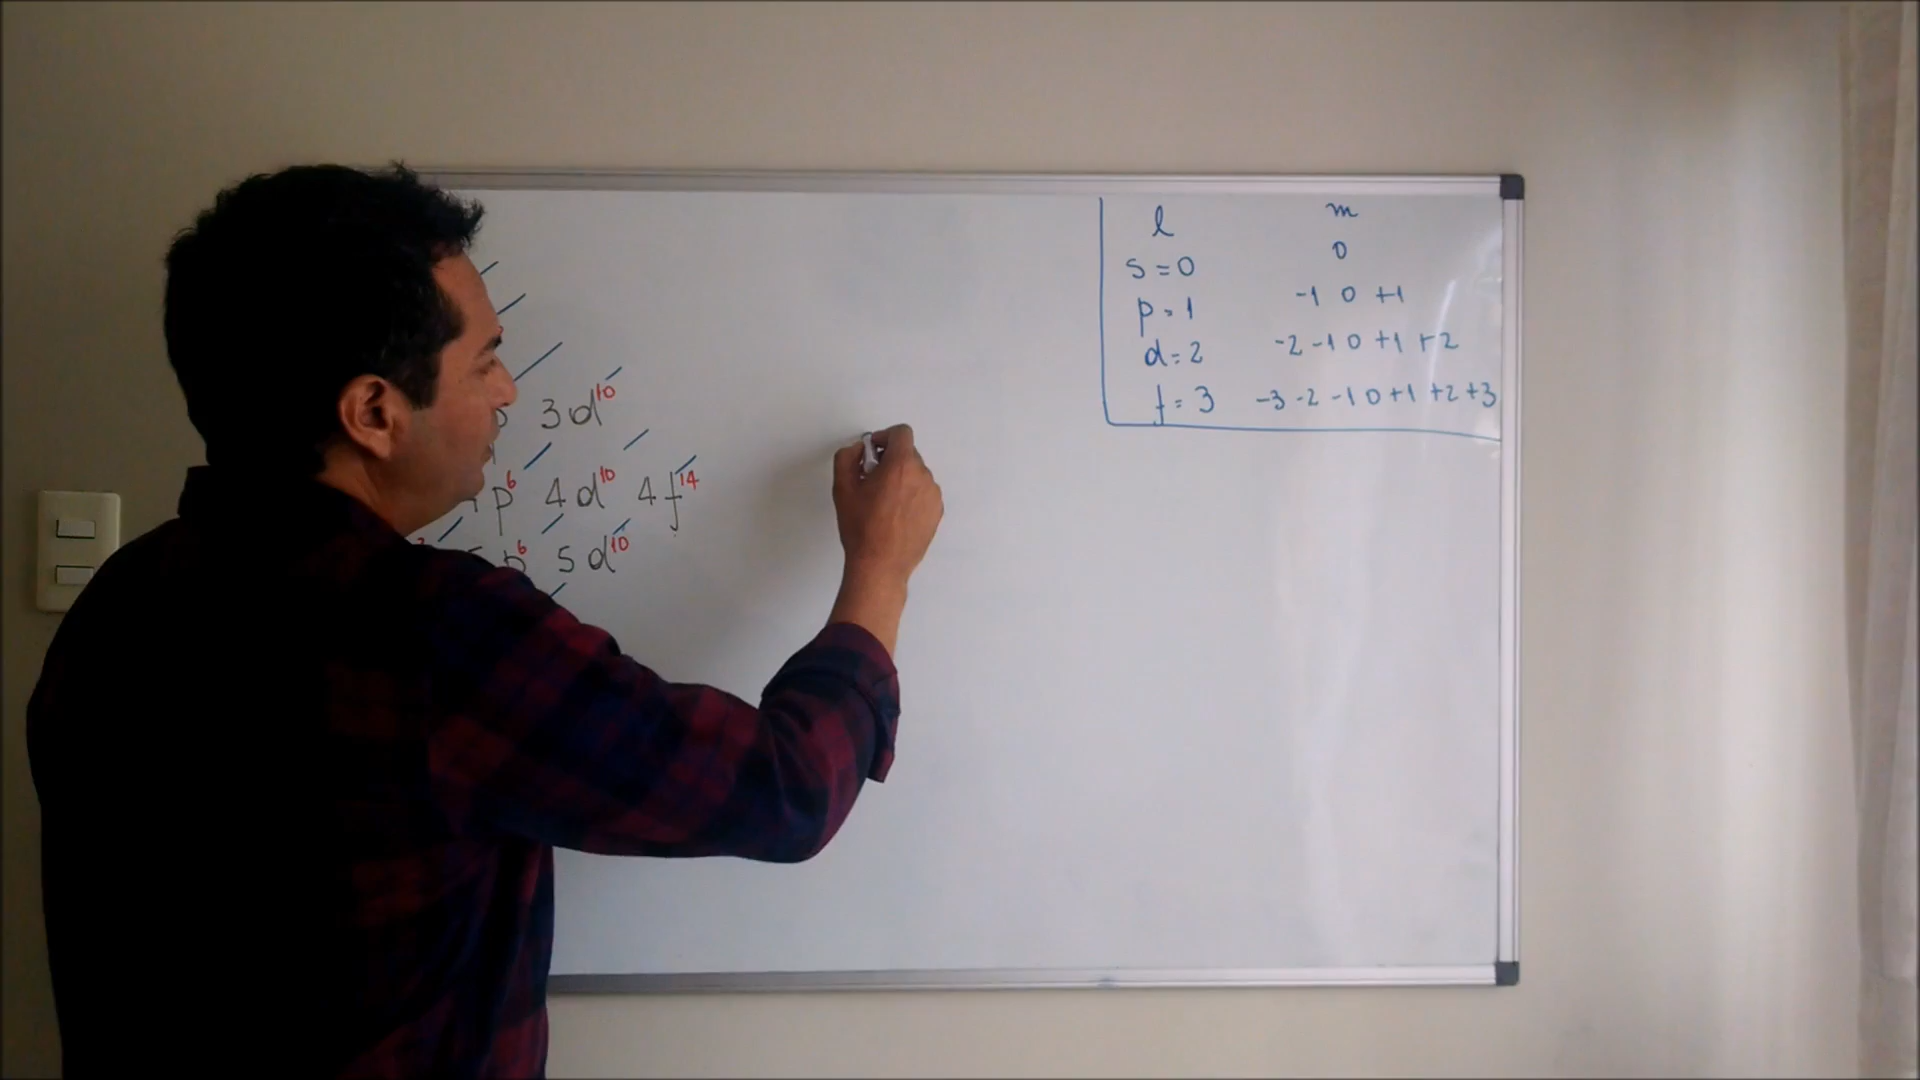 l m
s = 0 0
p = 1 -1 0 +1
d = 2 -2 -1 0 +1 +2
f = 3 -3 -2 -1 0 +1 +2 +3
p 3d10
p6 4d10 4f14
p6 5d10